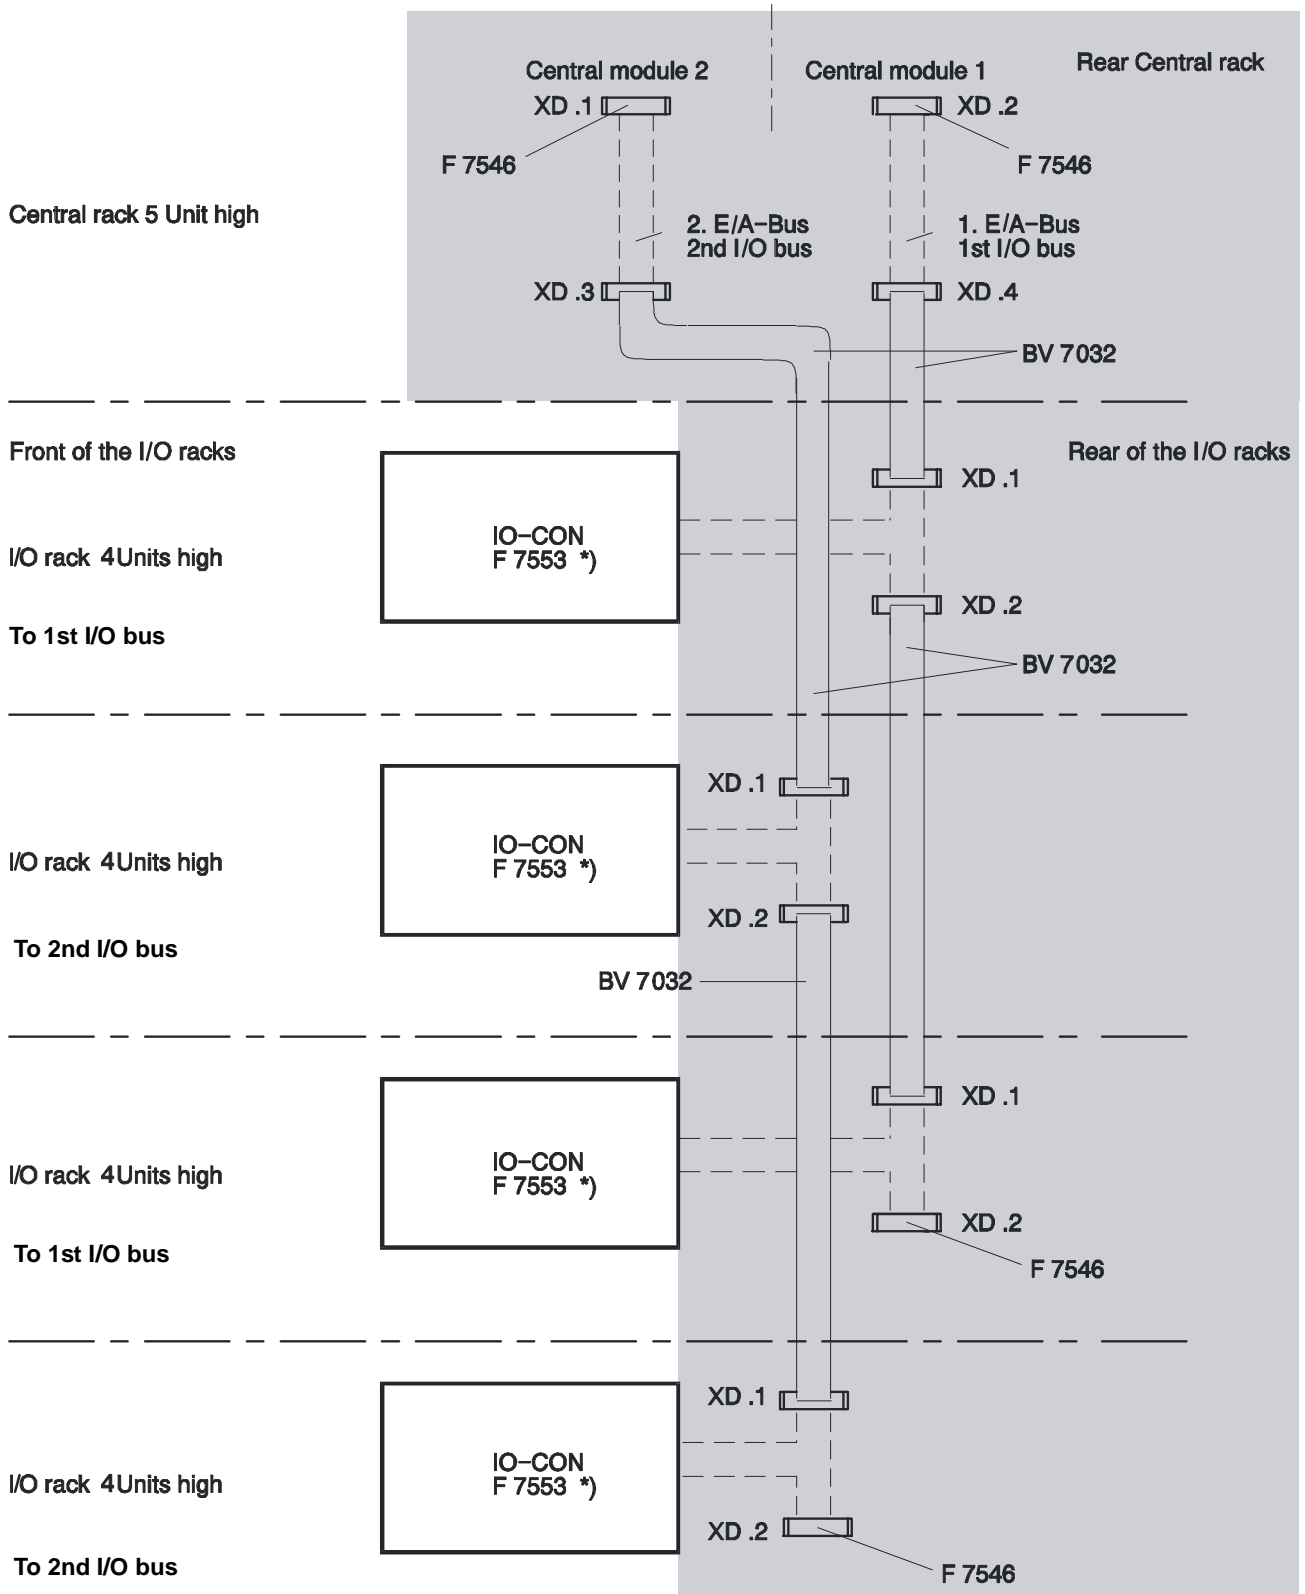 Rear Central rack
Central module 2
Central module 1
XD .1
XD .2
F 7546
F 7546
Central rack 5 Unit high
2. E/A-Bus
2nd I/O bus
1. E/A-Bus
1st I/O bus
XD .3
XD .4
BV 7032
Front of the I/O racks
Rear of the I/O racks
XD .1
IO-CON
F 7553 *)
I/O rack 4Units high
XD .2
To 1st I/O bus
BV 7032
XD .1
IO-CON
F 7553 *)
I/O rack 4Units high
XD .2
To 2nd I/O bus
BV 7032
XD .1
IO-CON
F 7553 *)
I/O rack 4Units high
XD .2
To 1st I/O bus
F 7546
XD .1
IO-CON
F 7553 *)
I/O rack 4Units high
XD .2
To 2nd I/O bus
F 7546